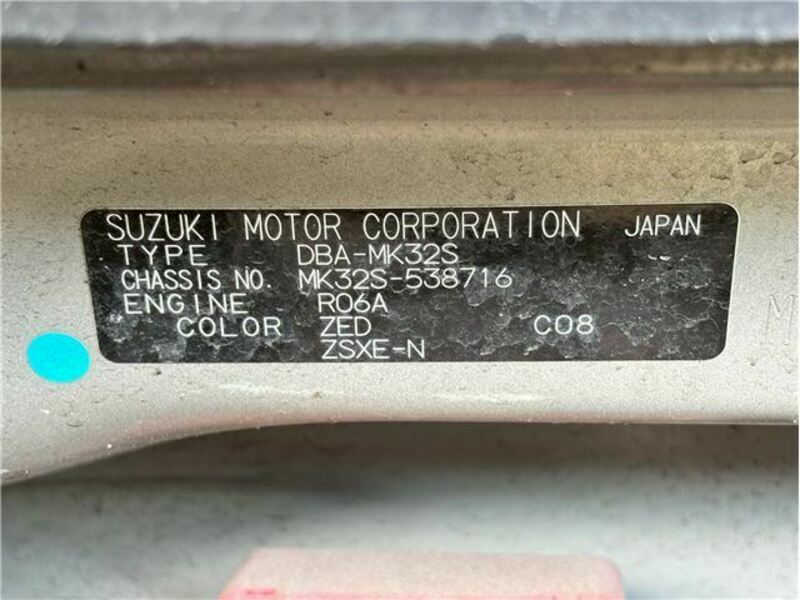 SUZUKI MOTOR CORPORATION JAPAN
TYPE DBA-MK32S
CHASSIS NO. MK32S-538716
ENGINE R06A
COLOR ZED C08
ZSXE-N
M